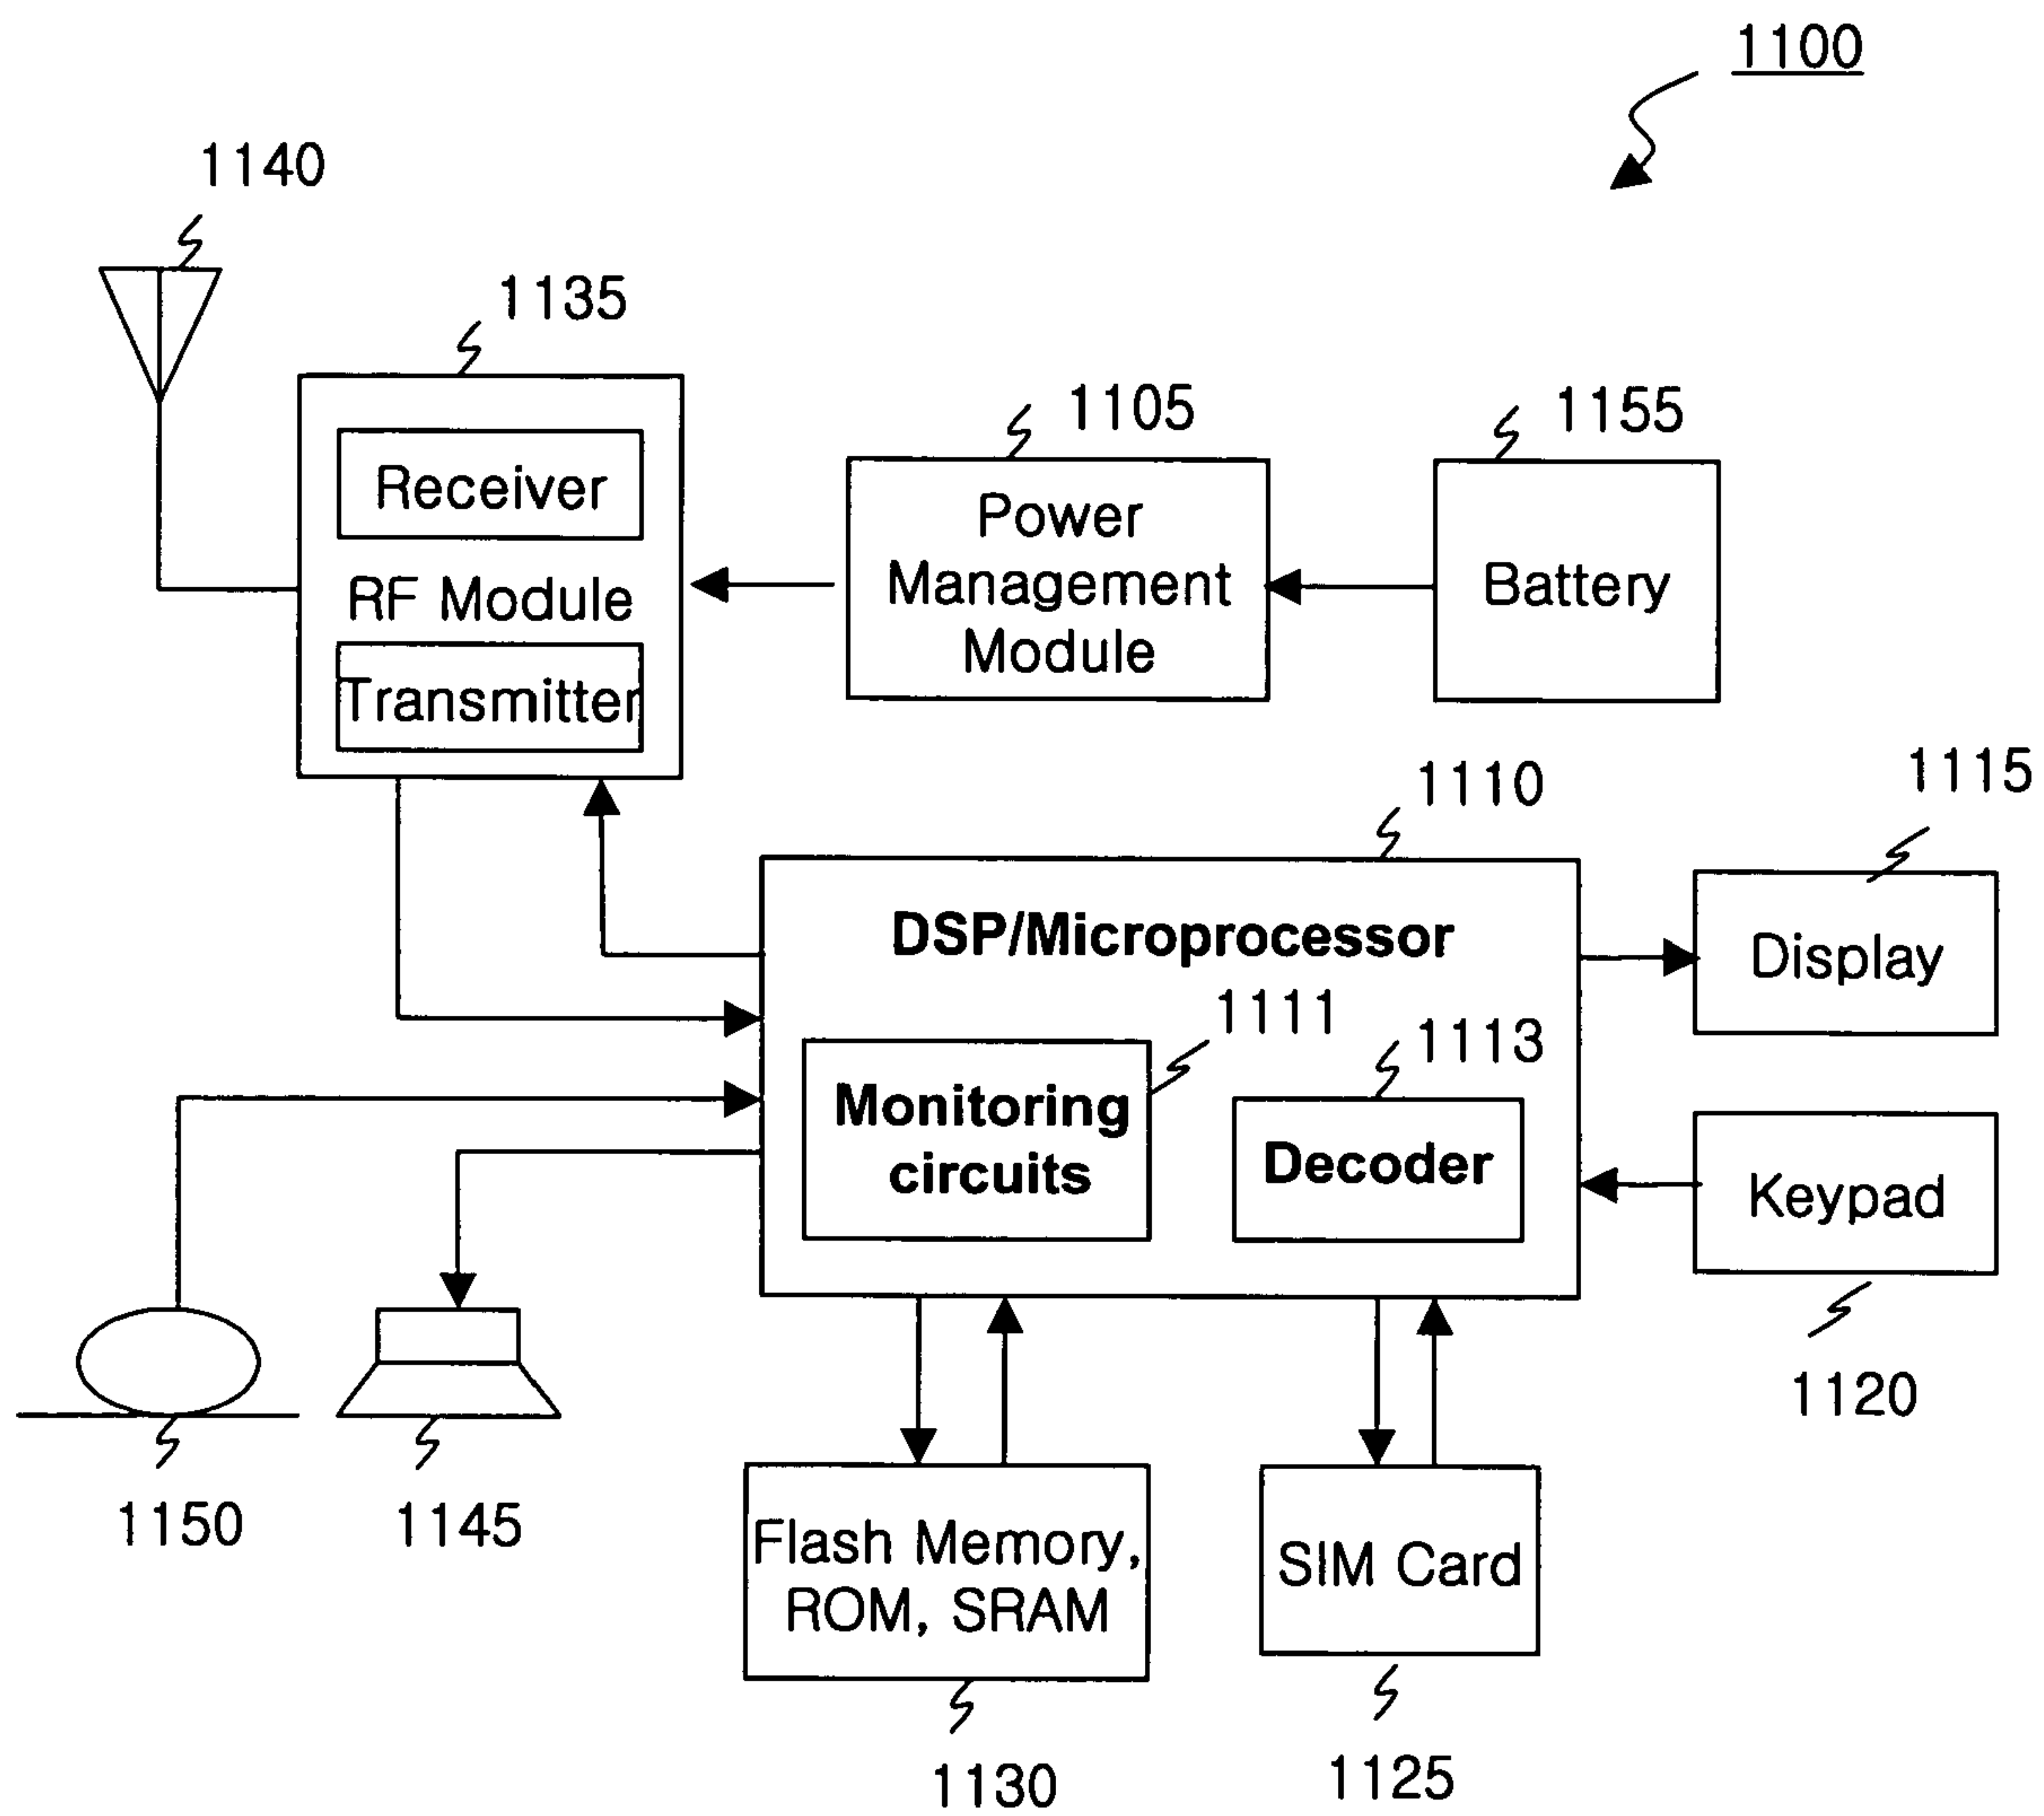 1100
1140
1135
1105
1155
Receiver
RF Module
Transmitter
Power
Management
Module
Battery
1110
1115
DSP/Microprocessor
Display
1111
1113
Monitoring
circuits
Decoder
Keypad
1120
1150
1145
Flash Memory,
ROM, SRAM
SIM Card
1130
1125